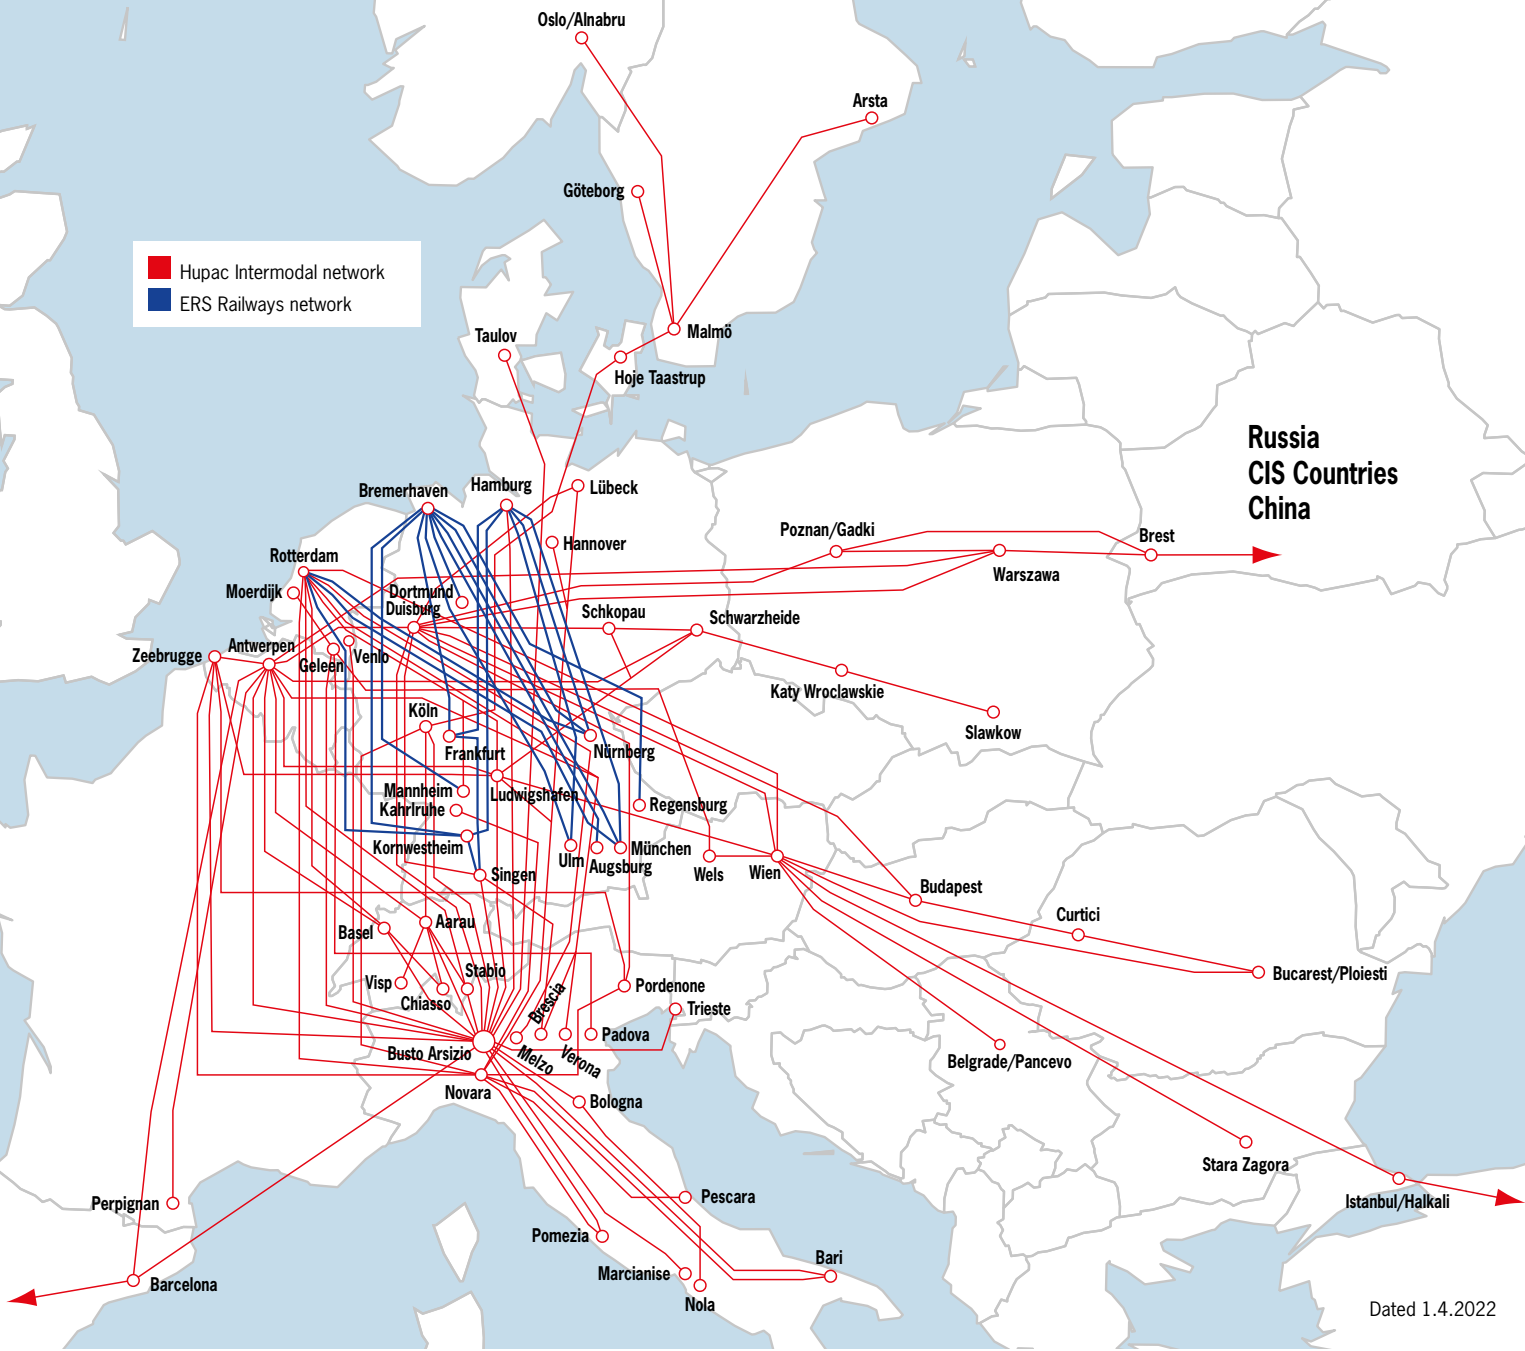 Oslo/Alnabru
Arsta
Göteborg
Hupac Intermodal network
ERS Railways network
Taulov
Malmö
Hoje Taastrup
Russia
CIS Countries
China
Bremerhaven
Hamburg
Lübeck
Hannover
Poznan/Gadki
Brest
Warszawa
Rotterdam
Moerdijk
Dortmund
Duisburg
Schkopau
Schwarzheide
Zeebrugge
Antwerpen
Geleen
Venlo
Katy Wroclawskie
Slawkow
Köln
Frankfurt
Nürnberg
Mannheim
Ludwigshafen
Kahrlruhe
Regensburg
Kornwestheim
Ulm
Augsburg
München
Singen
Wels
Wien
Budapest
Curtici
Bucarest/Ploiesti
Basel
Aarau
Visp
Chiasso
Stabio
Brescia
Pordenone
Trieste
Busto Arsizio
Melzo
Verona
Padova
Belgrade/Pancevo
Novara
Bologna
Stara Zagora
Istanbul/Halkali
Perpignan
Pescara
Pomezia
Marcianise
Bari
Nola
Barcelona
Dated 1.4.2022